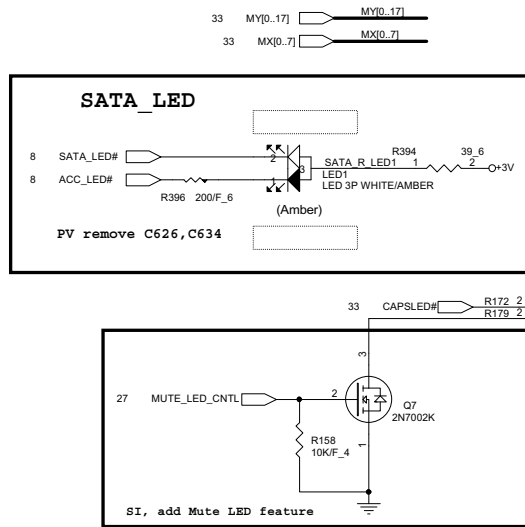 33 MY[0..17] MY[0..17]
33 MX[0..7] MX[0..7]
SATA_LED
8 SATA_LED# 2 3 SATA_R_LED1 R394 1 39_6 2 +3V
LED1
LED 3P WHITE/AMBER
8 ACC_LED# 1
R396 200/F_6
(Amber)
PV remove C626,C634
33 CAPSLED# R172 2
R179 2
3
27 MUTE_LED_CNTL 2 Q7
2N7002K
R158
10K/F_4
1
SI, add Mute LED feature